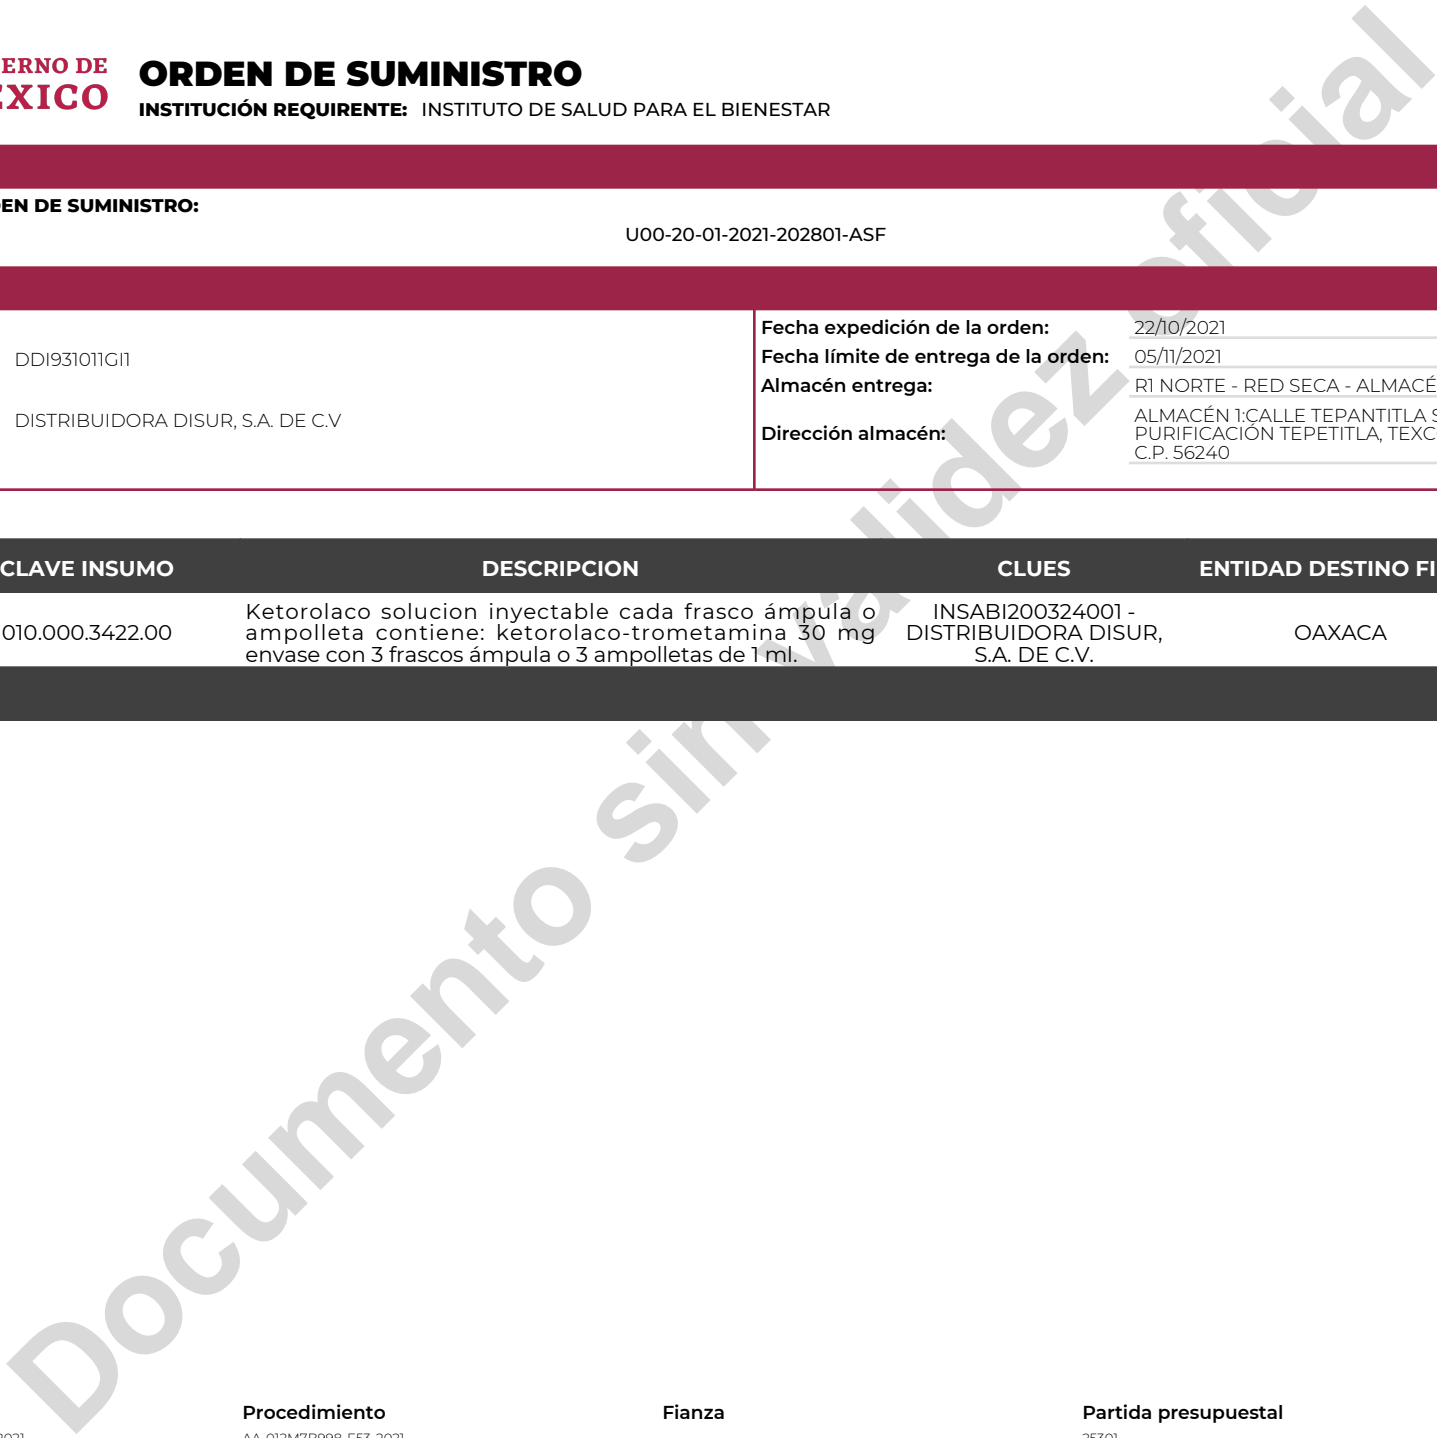 ERNO DE
EXICO
ORDEN DE SUMINISTRO
INSTITUCIÓN REQUIRENTE: INSTITUTO DE SALUD PARA EL BIENESTAR
EN DE SUMINISTRO:
U00-20-01-2021-202801-ASF
DDI931011GI1
DISTRIBUIDORA DISUR, S.A. DE C.V
Fecha expedición de la orden: 22/10/2021
Fecha límite de entrega de la orden: 05/11/2021
Almacén entrega: R1 NORTE - RED SECA - ALMACÉ
Dirección almacén:
ALMACÉN 1:CALLE TEPANTITLA S
PURIFICACIÓN TEPETITLA, TEXC
C.P. 56240
CLAVE INSUMO DESCRIPCION CLUES ENTIDAD DESTINO FI
010.000.3422.00
Ketorolaco solucion inyectable cada frasco ámpula o
ampolleta contiene: ketorolaco-trometamina 30 mg
envase con 3 frascos ámpula o 3 ampolletas de 1 ml.
INSABI200324001 -
DISTRIBUIDORA DISUR,
S.A. DE C.V.
OAXACA
Documento sin validez oficial
Procedimiento Fianza Partida presupuestal